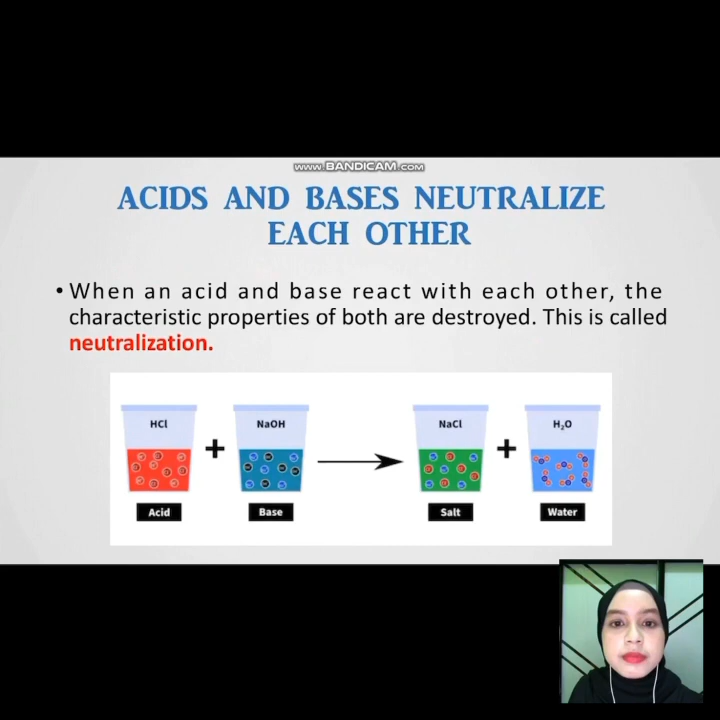 www.BANDICAM.com
ACIDS AND BASES NEUTRALIZE
EACH OTHER
• When an acid and base react with each other, the
characteristic properties of both are destroyed. This is called
neutralization.
HCl + NaOH NaCl + H₂O
Acid Base Salt Water